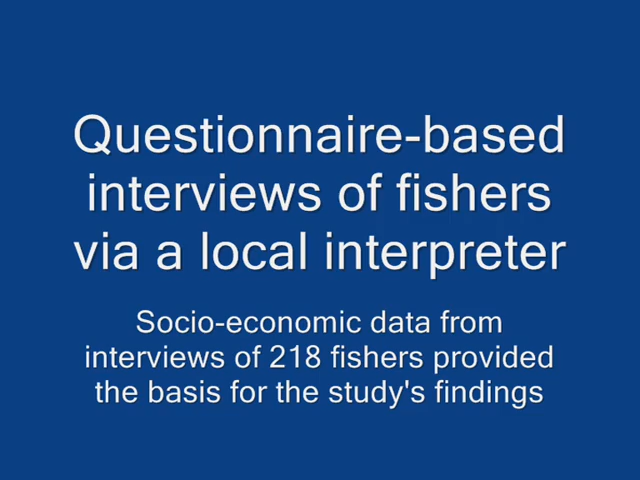 Questionnaire-based
interviews of fishers
via a local interpreter
Socio-economic data from
interviews of 218 fishers provided
the basis for the study's findings